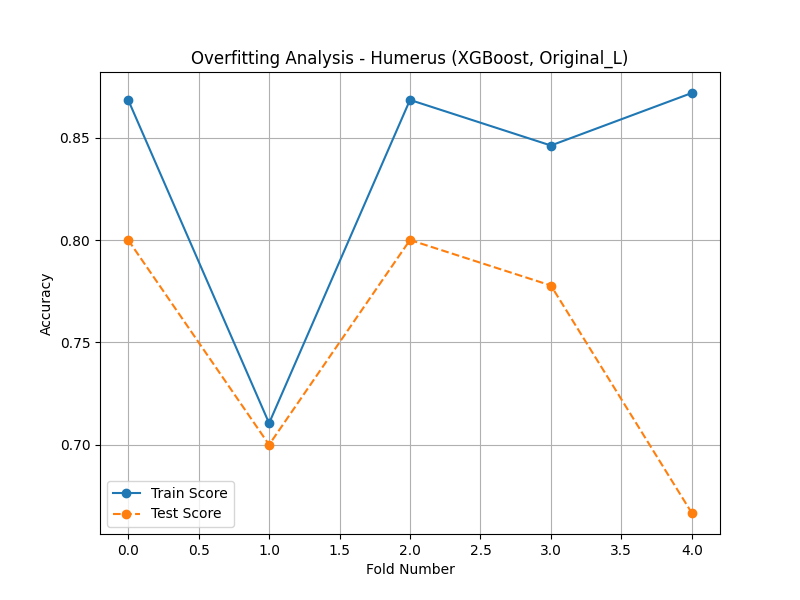 Overfitting Analysis - Humerus (XGBoost, Original_L)
Accuracy
0.85
0.80
0.75
0.70
Train Score
Test Score
0.0 0.5 1.0 1.5 2.0 2.5 3.0 3.5 4.0
Fold Number